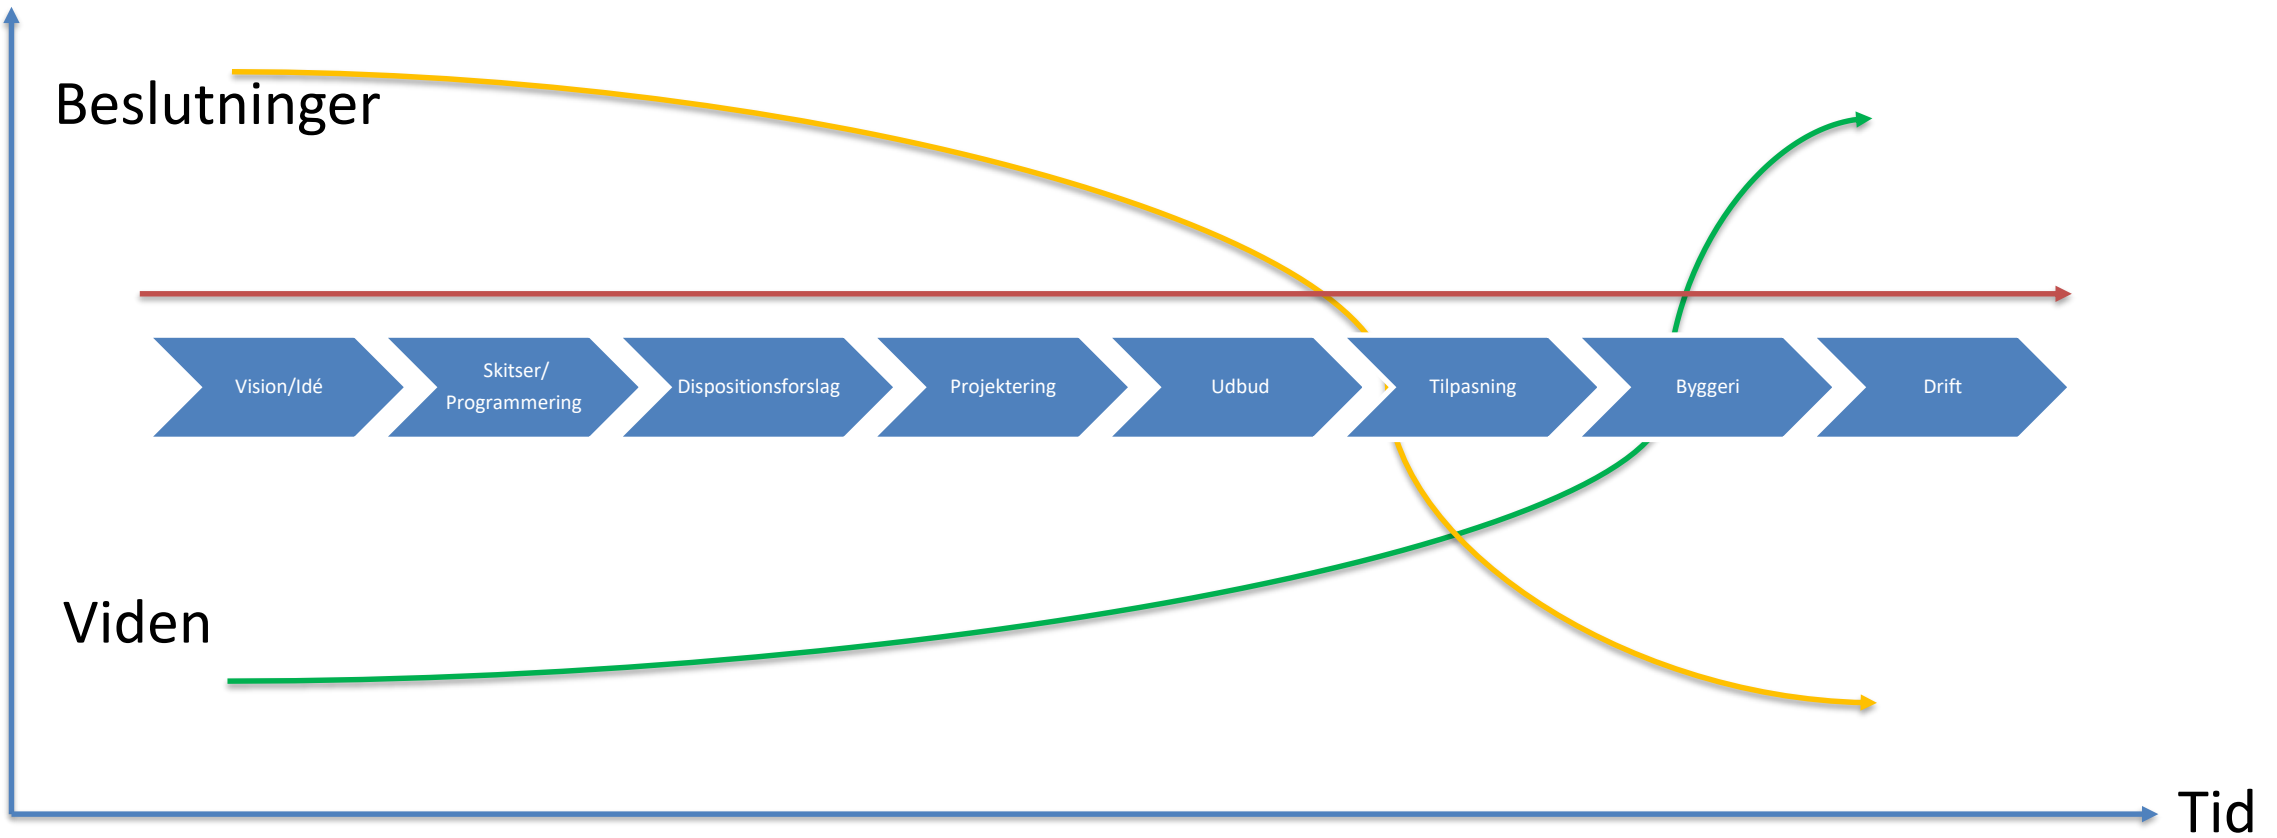 Beslutninger
Vision/Idé
Skitser/
Programmering
Dispositionsforslag
Projektering
Udbud
Tilpasning
Byggeri
Drift
Viden
Tid